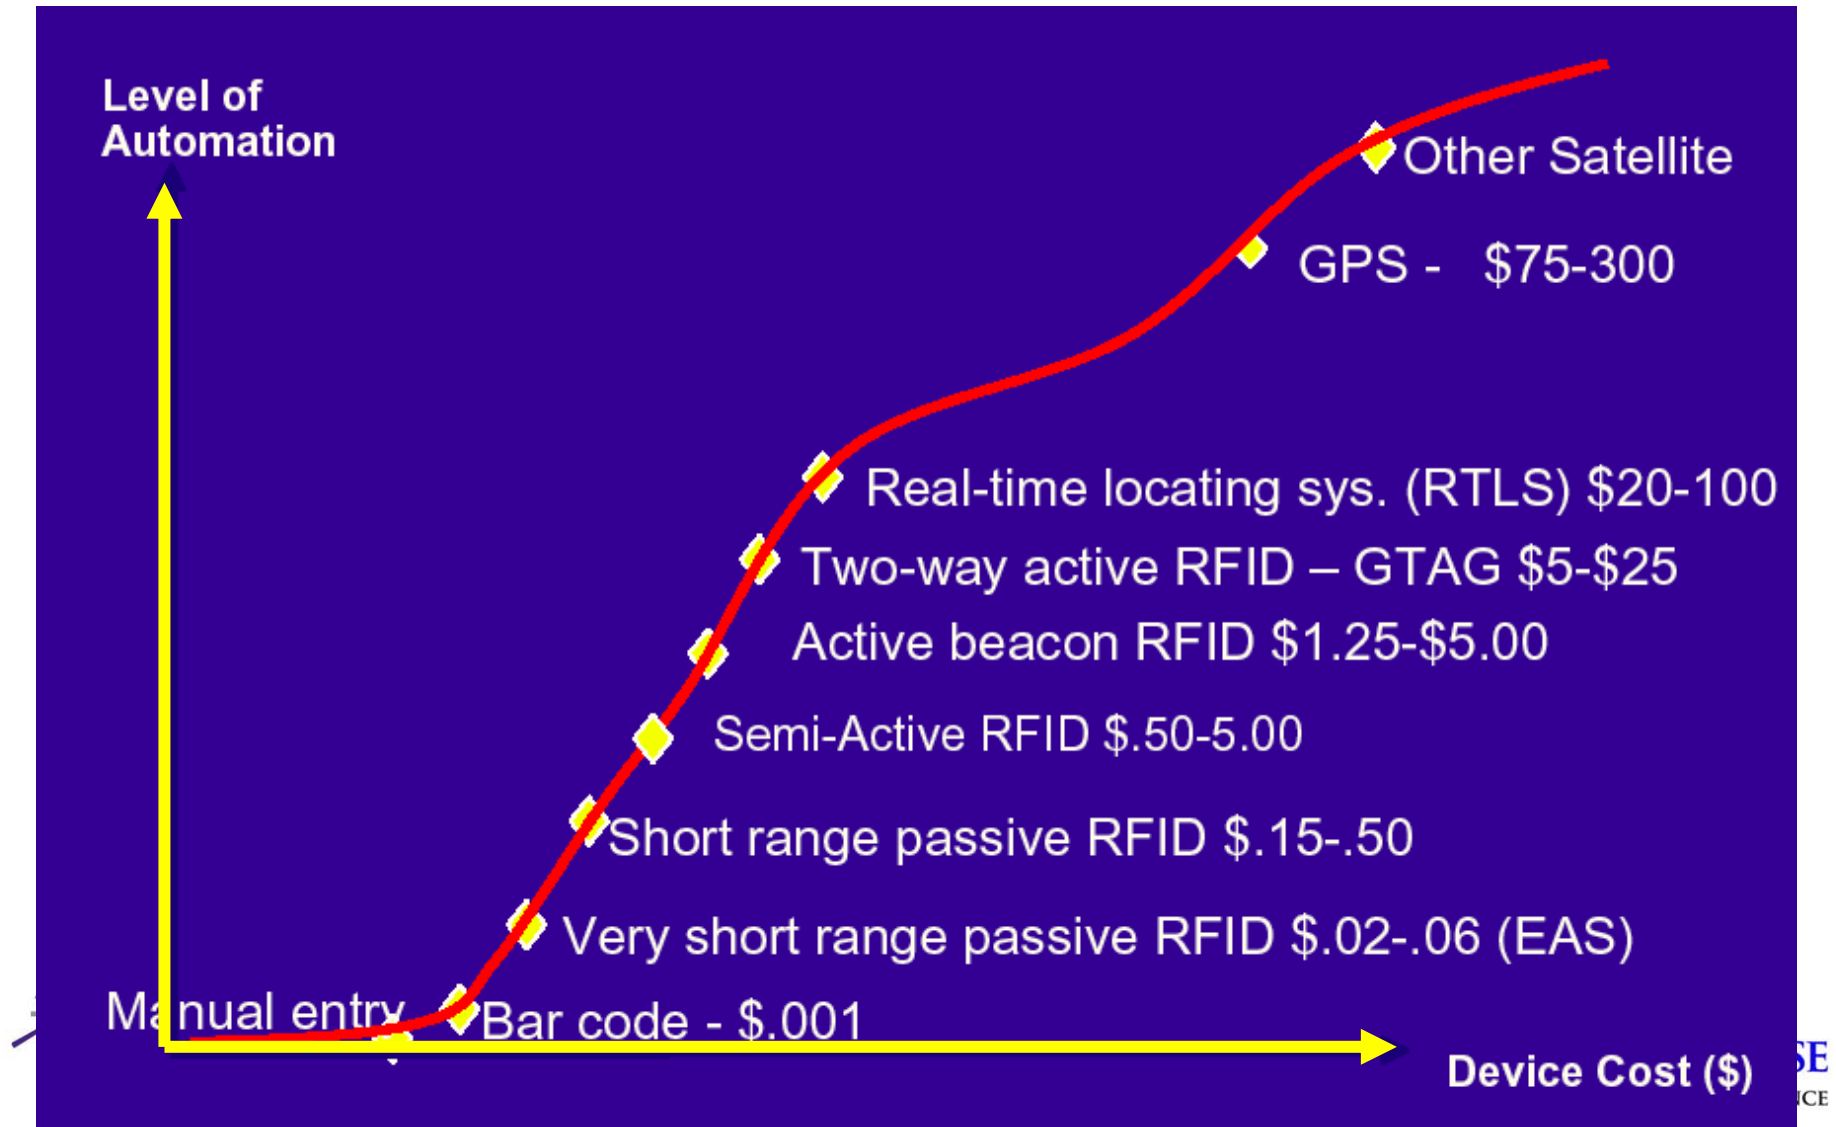 Level of
Automation
Other Satellite
GPS - $75-300
Real-time locating sys. (RTLS) $20-100
Two-way active RFID – GTAG $5-$25
Active beacon RFID $1.25-$5.00
Semi-Active RFID $.50-5.00
Short range passive RFID $.15-.50
Very short range passive RFID $.02-.06 (EAS)
Manual entry
Bar code - $.001
Device Cost ($)